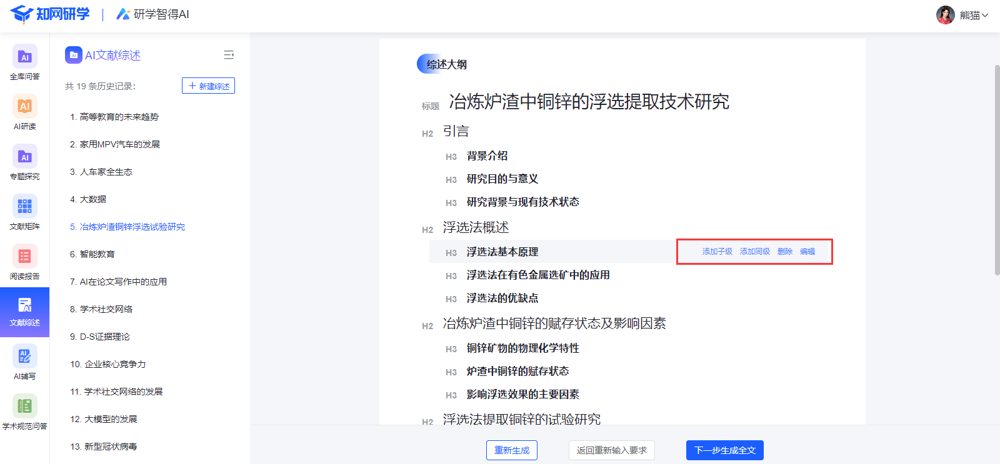 知网研学
研学智得AI
熊猫
全库问答
AI研读
专题探究
文献矩阵
阅读报告
文献综述
AI辅写
学术规范问答
AI文献综述
共 19 条历史记录:
新建综述
1. 高等教育的未来趋势
2. 家用MPV汽车的发展
3. 人车家全生态
4. 大数据
5. 冶炼炉渣铜锌浮选试验研究
6. 智能教育
7. AI在论文写作中的应用
8. 学术社交网络
9. D-S证据理论
10. 企业核心竞争力
11. 学术社交网络的发展
12. 大模型的发展
13. 新型冠状病毒
综述大纲
标题 冶炼炉渣中铜锌的浮选提取技术研究
H2 引言
H3 背景介绍
H3 研究目的与意义
H3 研究背景与现有技术状态
H2 浮选法概述
H3 浮选法基本原理 添加子级 添加同级 删除 编辑
H3 浮选法在有色金属选矿中的应用
H3 浮选法的优缺点
H2 冶炼炉渣中铜锌的赋存状态及影响因素
H3 铜锌矿物的物理化学特性
H3 炉渣中铜锌的赋存状态
H3 影响浮选效果的主要因素
H2 浮选法提取铜锌的试验研究
重新生成 返回重新输入要求 下一步生成全文